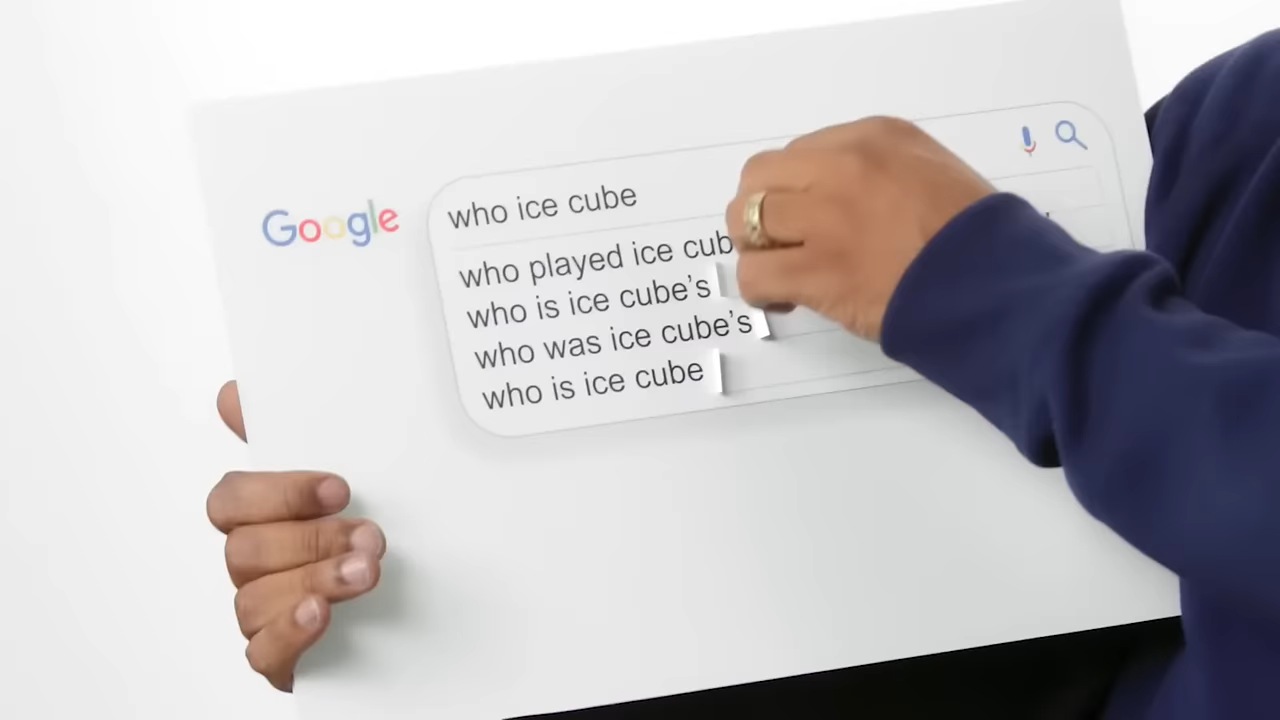 Google
who ice cube
who played ice
who is ice cube's
who was ice cube's
who is ice cube